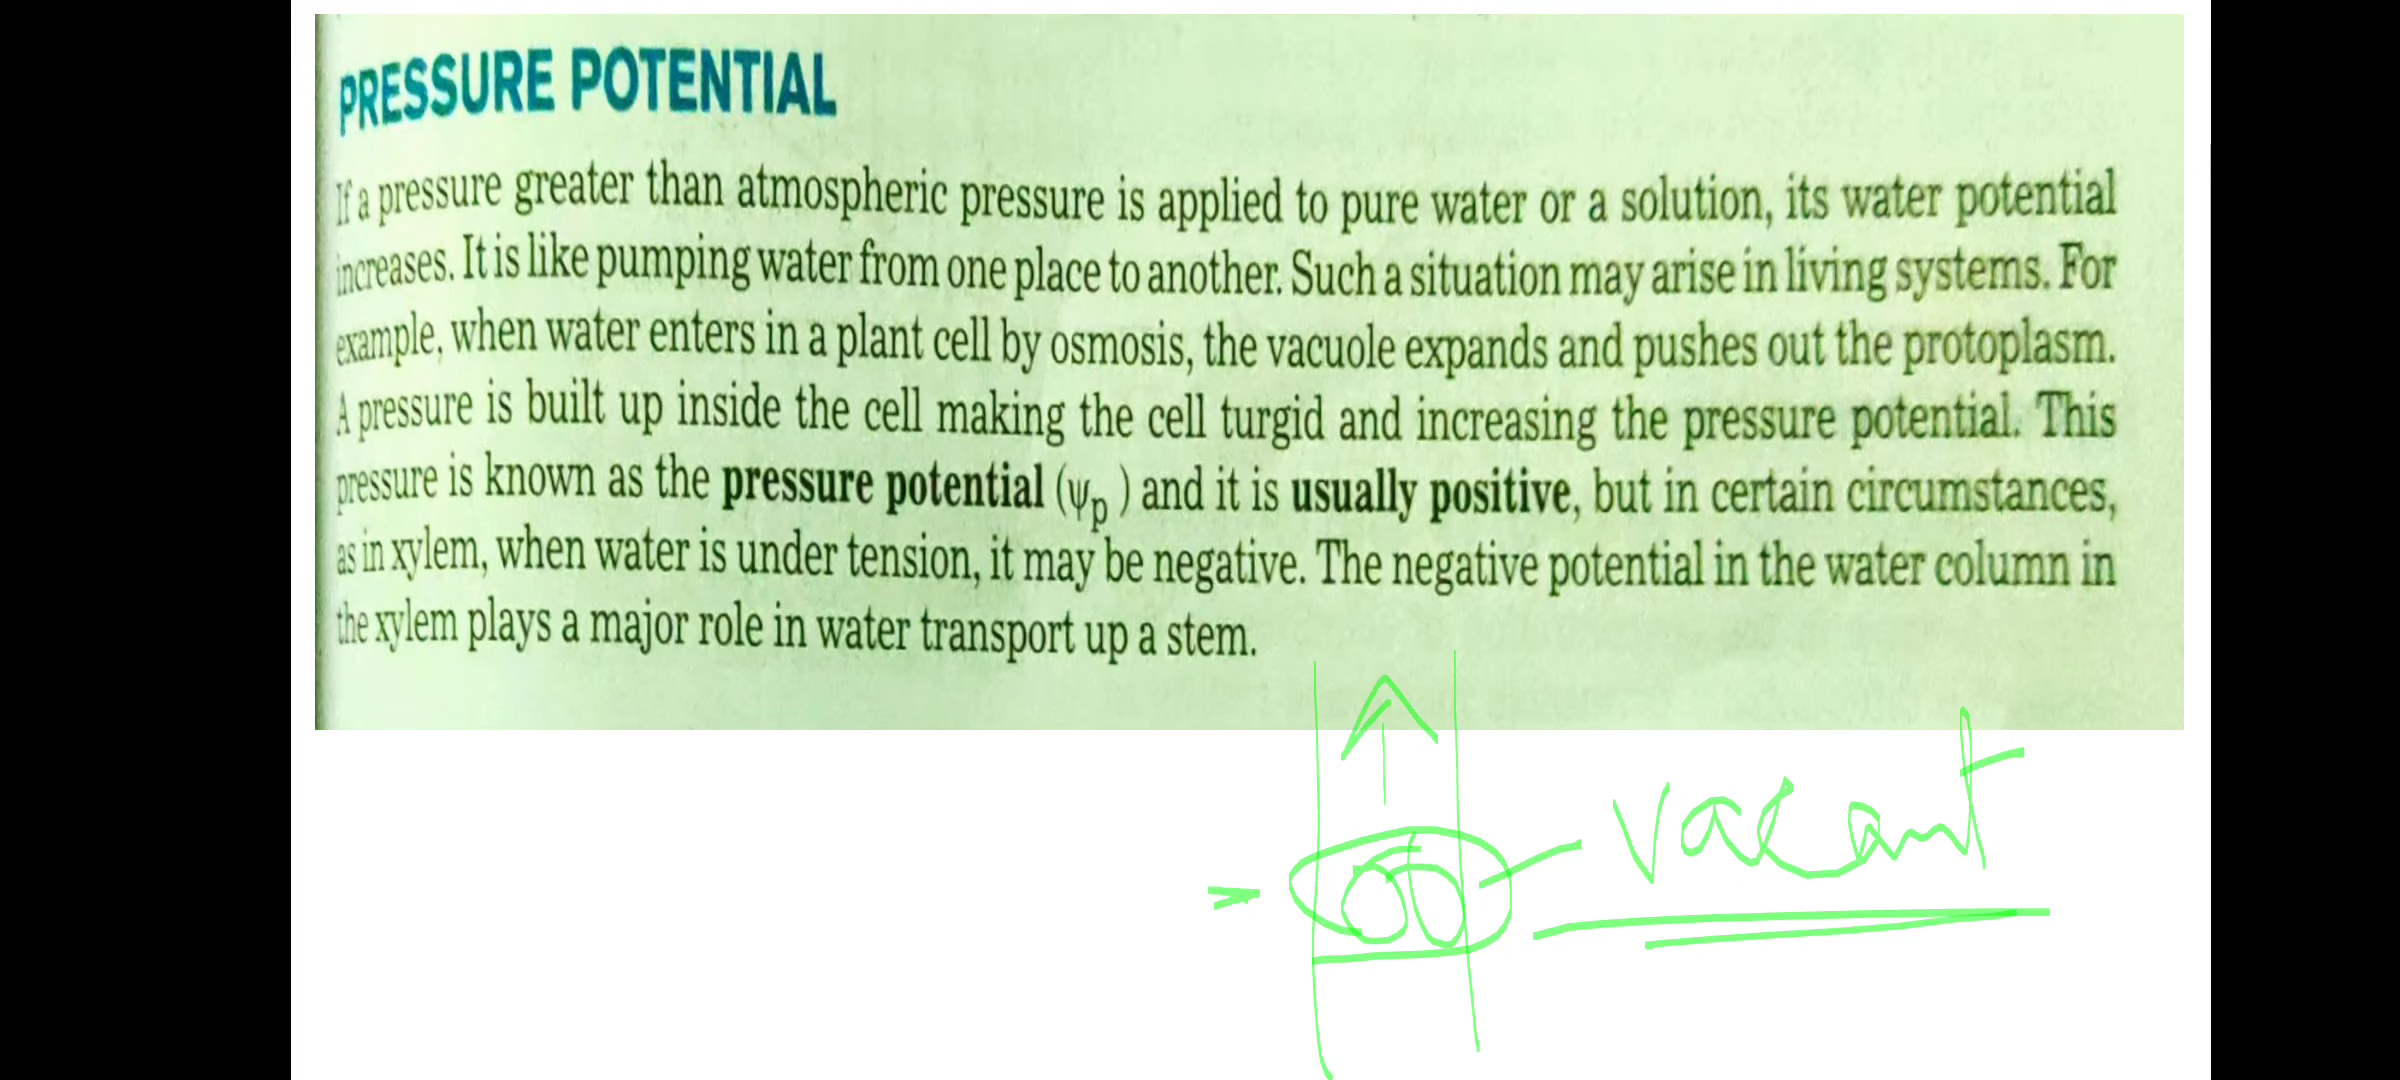 PRESSURE POTENTIAL
If a pressure greater than atmospheric pressure is applied to pure water or a solution, its water potential
increases. It is like pumping water from one place to another. Such a situation may arise in living systems. For
example, when water enters in a plant cell by osmosis, the vacuole expands and pushes out the protoplasm.
A pressure is built up inside the cell making the cell turgid and increasing the pressure potential. This
pressure is known as the pressure potential (ψp ) and it is usually positive, but in certain circumstances,
as in xylem, when water is under tension, it may be negative. The negative potential in the water column in
the xylem plays a major role in water transport up a stem.
vacant